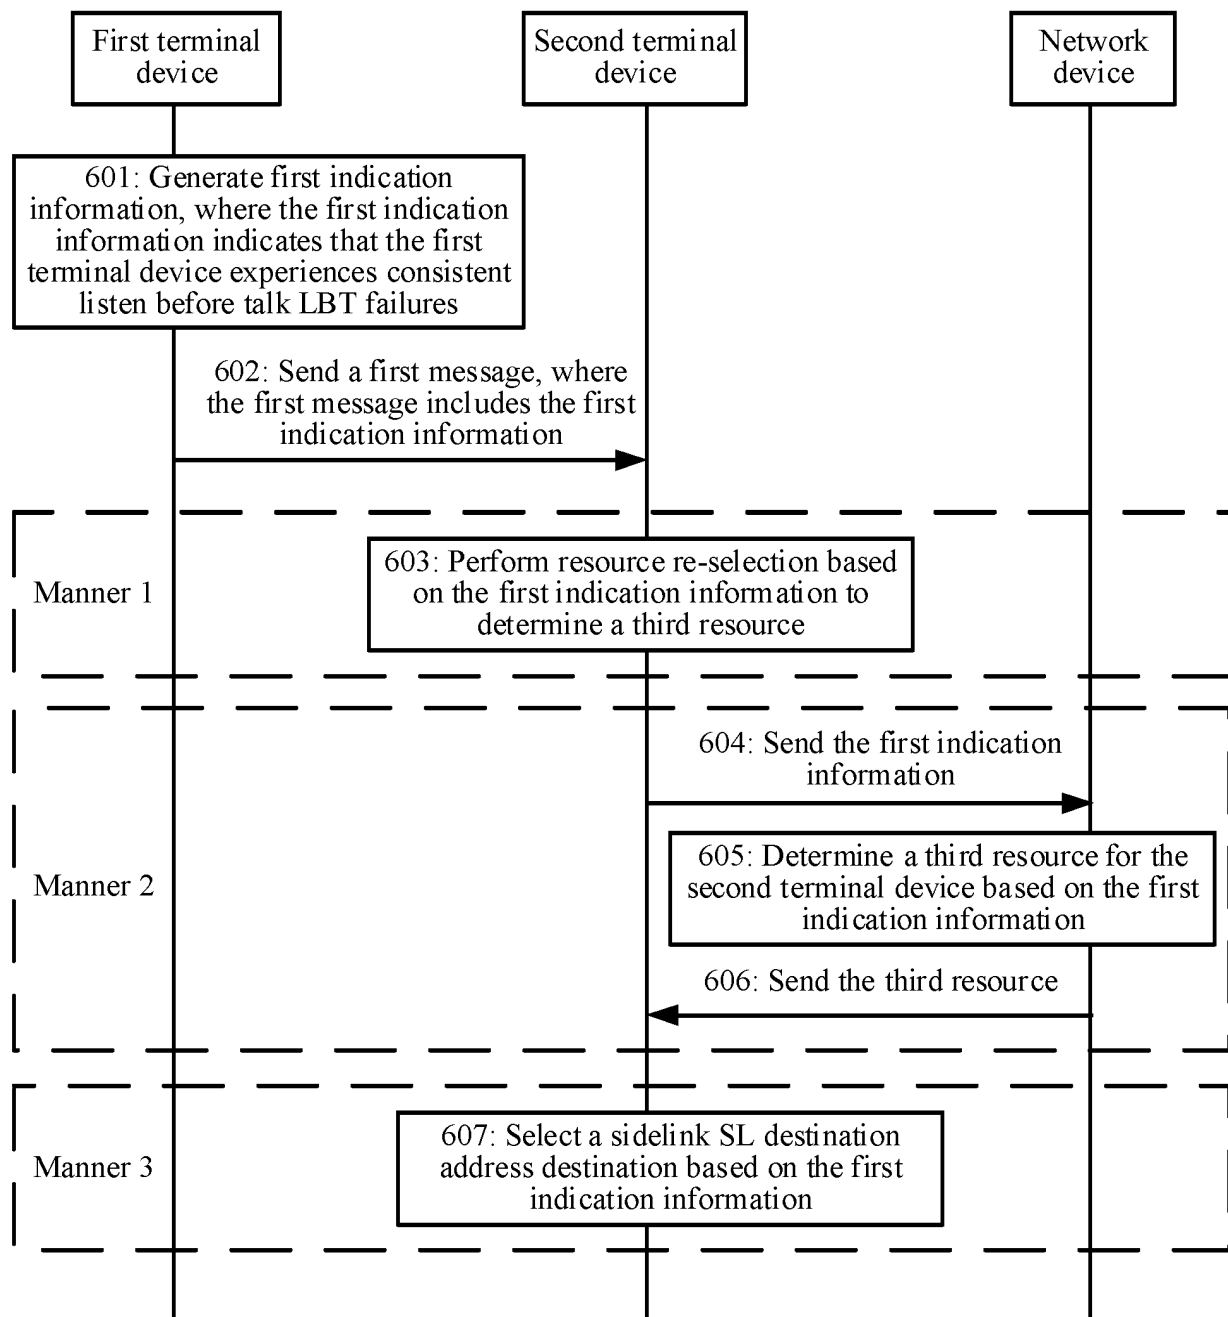 First terminal
device
Second terminal
device
Network
device
601: Generate first indication
information, where the first indication
information indicates that the first
terminal device experiences consistent
listen before talk LBT failures
602: Send a first message, where
the first message includes the first
indication information
Manner 1
603: Perform resource re-selection based
on the first indication information to
determine a third resource
Manner 2
604: Send the first indication
information
605: Determine a third resource for the
second terminal device based on the first
indication information
606: Send the third resource
Manner 3
607: Select a sidelink SL destination
address destination based on the first
indication information